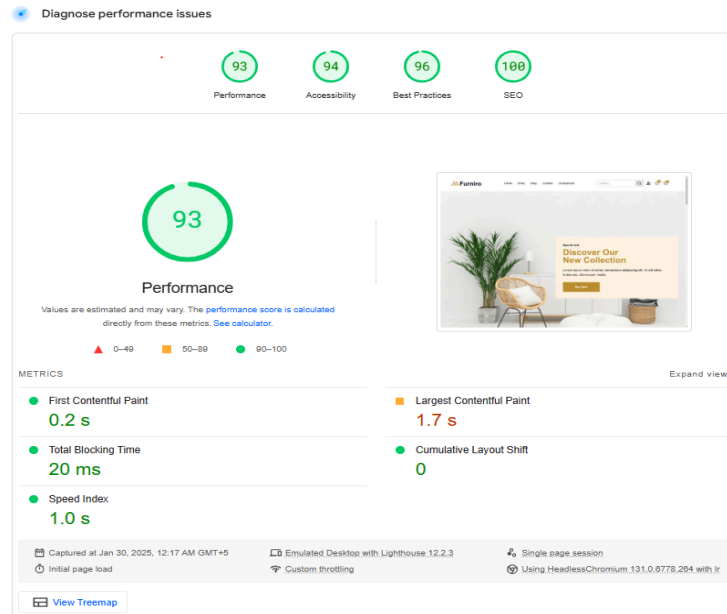 Diagnose performance issues
93 94 96 100
Performance Accessibility Best Practices SEO
93
Performance
Values are estimated and may vary. The performance score is calculated
directly from these metrics. See calculator.
0–49 50–89 90–100
Furniro
New Arrival
Discover Our
New Collection
Buy Now
METRICS Expand view
First Contentful Paint
0.2 s
Largest Contentful Paint
1.7 s
Total Blocking Time
20 ms
Cumulative Layout Shift
0
Speed Index
1.0 s
Captured at Jan 30, 2025, 12:17 AM GMT+5
Emulated Desktop with Lighthouse 12.2.3
Single page session
Initial page load
Custom throttling
Using HeadlessChromium 131.0.6778.264 with lr
View Treemap